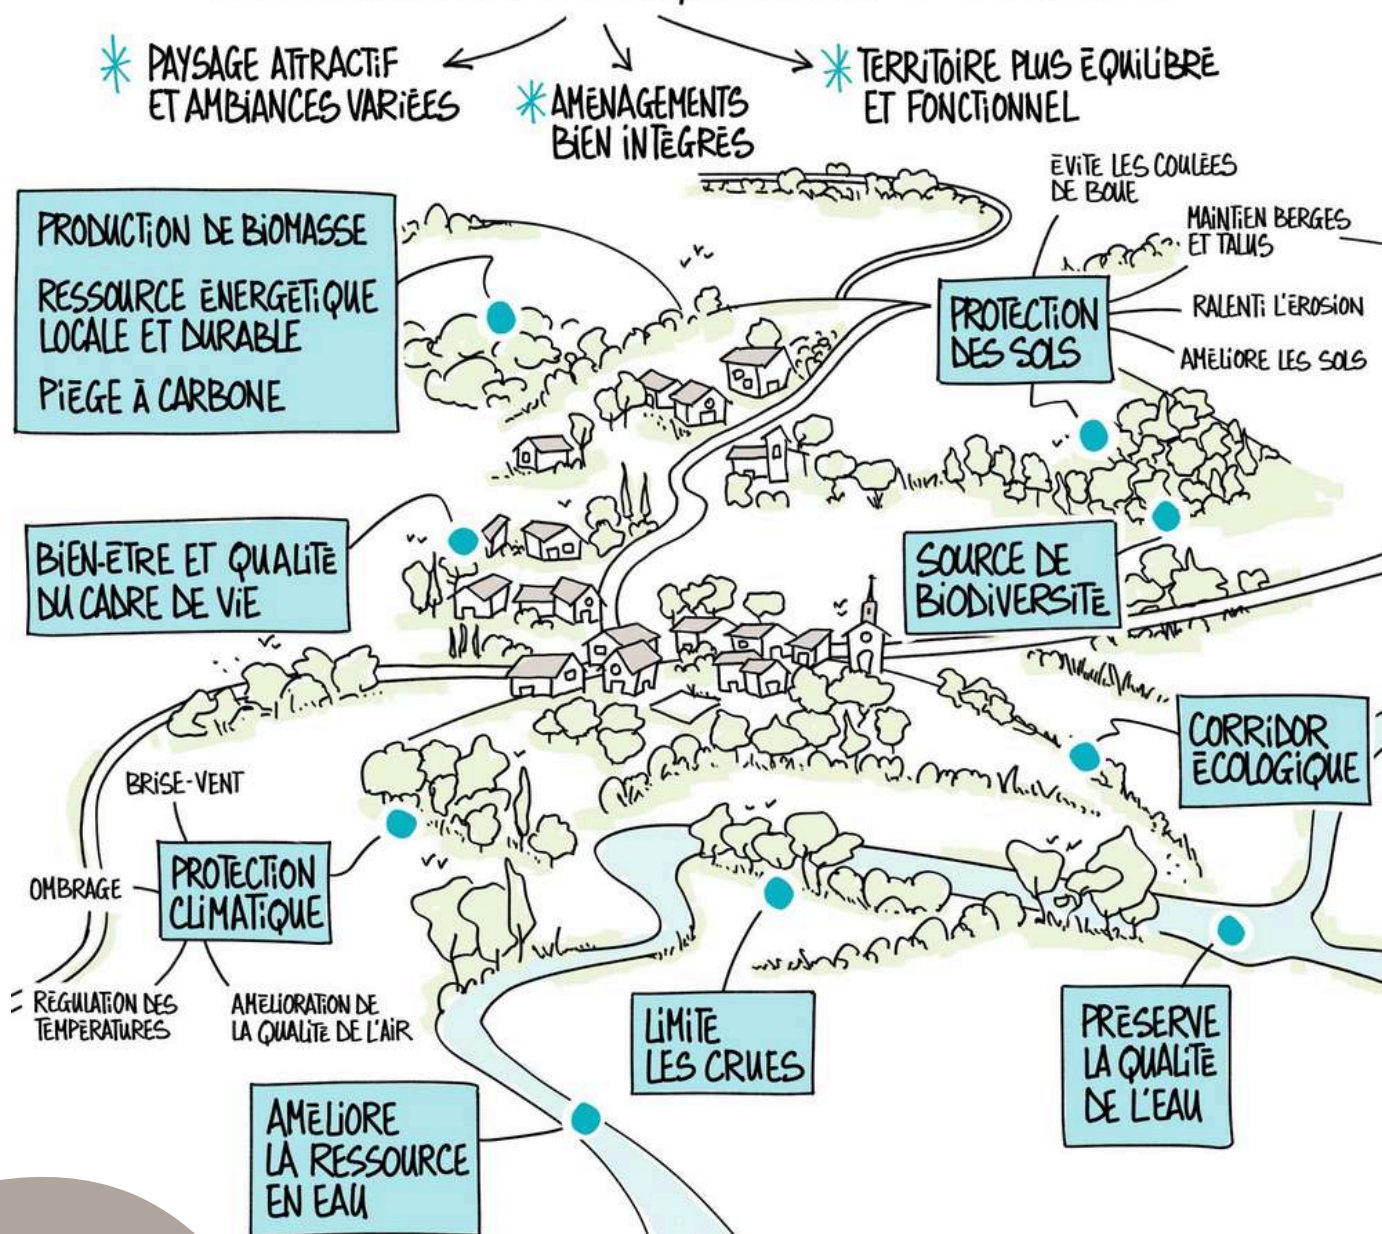 * PAYSAGE ATTRACTIF
ET AMBIANCES VARIÉES
* AMÉNAGEMENTS
BIEN INTÉGRÉS
* TERRITOIRE PLUS ÉQUILIBRÉ
ET FONCTIONNEL
PRODUCTION DE BIOMASSE
RESSOURCE ÉNERGÉTIQUE
LOCALE ET DURABLE
PIÈGE À CARBONE
ÉVITE LES COULÉES
DE BOUE
MAINTIEN BERGES
ET TALUS
PROTECTION
DES SOLS
RALENTI L'ÉROSION
AMÉLIORE LES SOLS
BIEN-ÊTRE ET QUALITÉ
DU CADRE DE VIE
SOURCE DE
BIODIVERSITÉ
CORRIDOR
ÉCOLOGIQUE
BRISE-VENT
OMBRAGE
PROTECTION
CLIMATIQUE
RÉGULATION DES
TEMPÉRATURES
AMÉLIORATION DE
LA QUALITÉ DE L'AIR
LIMITE
LES CRUES
PRÉSERVE
LA QUALITÉ
DE L'EAU
AMÉLIORE
LA RESSOURCE
EN EAU